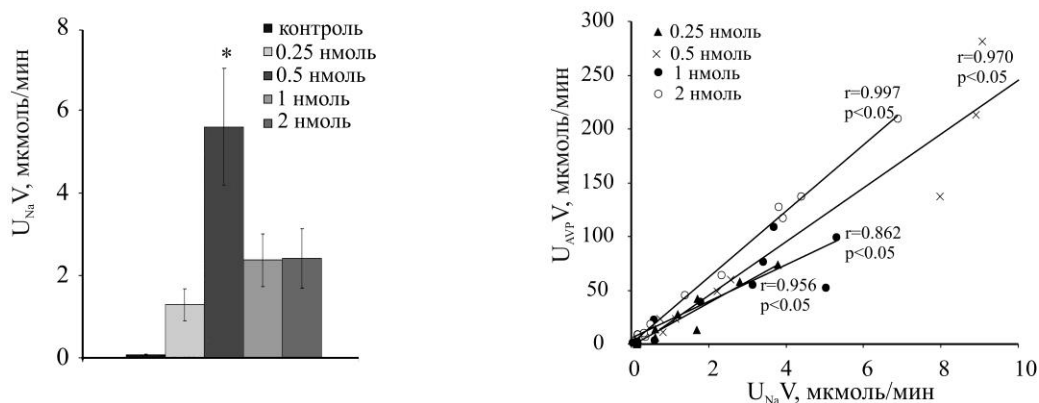 8
6
4
2
0
U_Na V, мкмоль/мин
*
контроль
0.25 нмоль
0.5 нмоль
1 нмоль
2 нмоль
300
250
200
150
100
50
0
U_AVP V, мкмоль/мин
0.25 нмоль
0.5 нмоль
1 нмоль
2 нмоль
r=0.970
p<0.05
r=0.997
p<0.05
r=0.862
p<0.05
r=0.956
p<0.05
0 2 4 6 8 10
U_Na V, мкмоль/мин